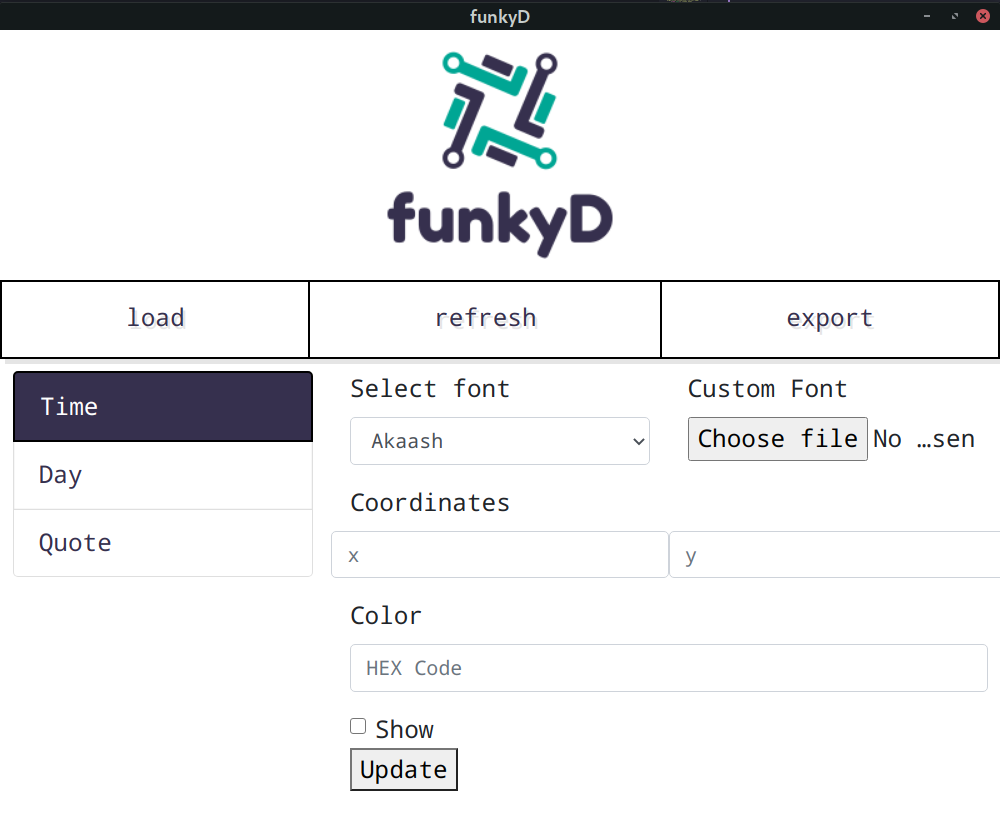 funkyD
funkyD
load refresh export
Time
Day
Quote
Select font
Akaash
Custom Font
Choose file No …sen
Coordinates
x y
Color
HEX Code
Show
Update